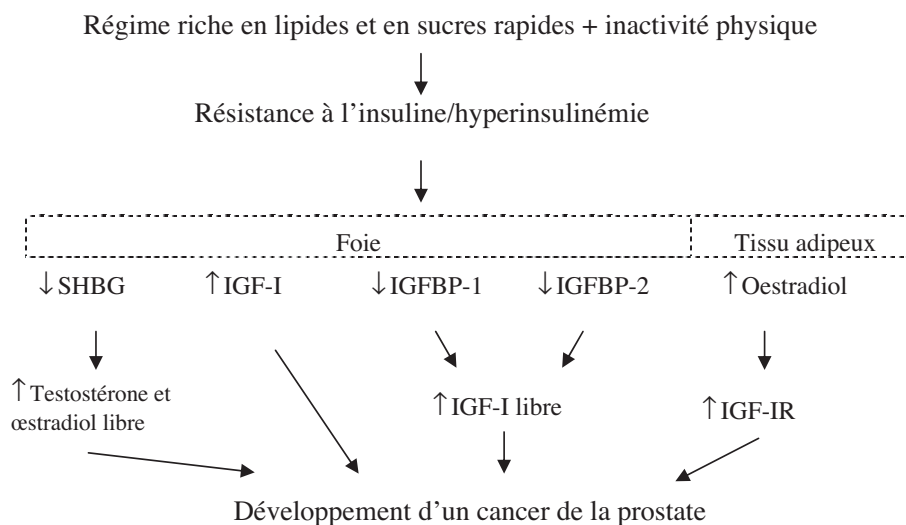 Régime riche en lipides et en sucres rapides + inactivité physique
Résistance à l’insuline/hyperinsulinémie
Foie Tissu adipeux
↓SHBG ↑IGF-I ↓IGFBP-1 ↓IGFBP-2 ↑Oestradiol
↑Testostérone et
œstradiol libre
↑IGF-I libre ↑IGF-IR
Développement d’un cancer de la prostate